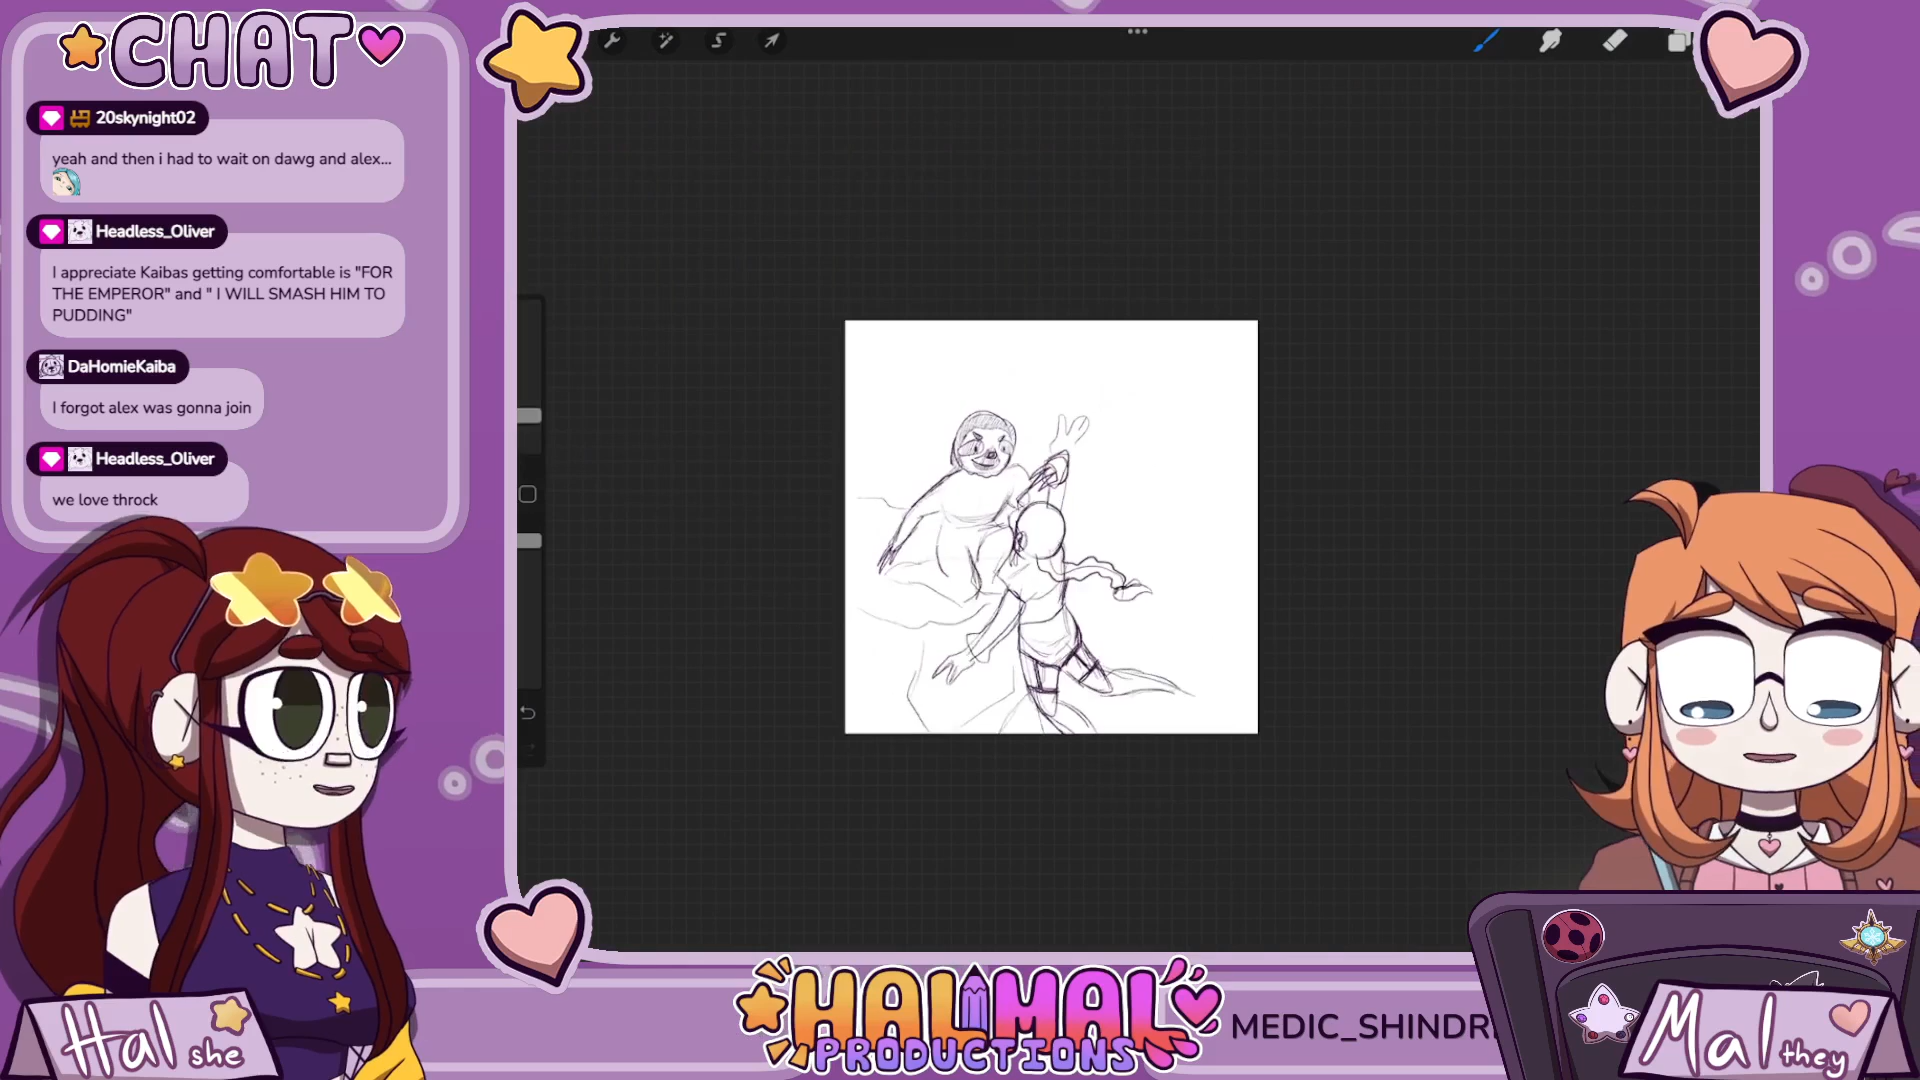 CHAT
20skynight02
yeah and then i had to wait on dawg and alex...
Headless_Oliver
I appreciate Kaibas getting comfortable is "FOR
THE EMPEROR" and " I WILL SMASH HIM TO
PUDDING"
DaHomieKaiba
I forgot alex was gonna join
Headless_Oliver
we love throck
Hal she
HALMAL
PRODUCTIONS
MEDIC_SHINDR
Mal they